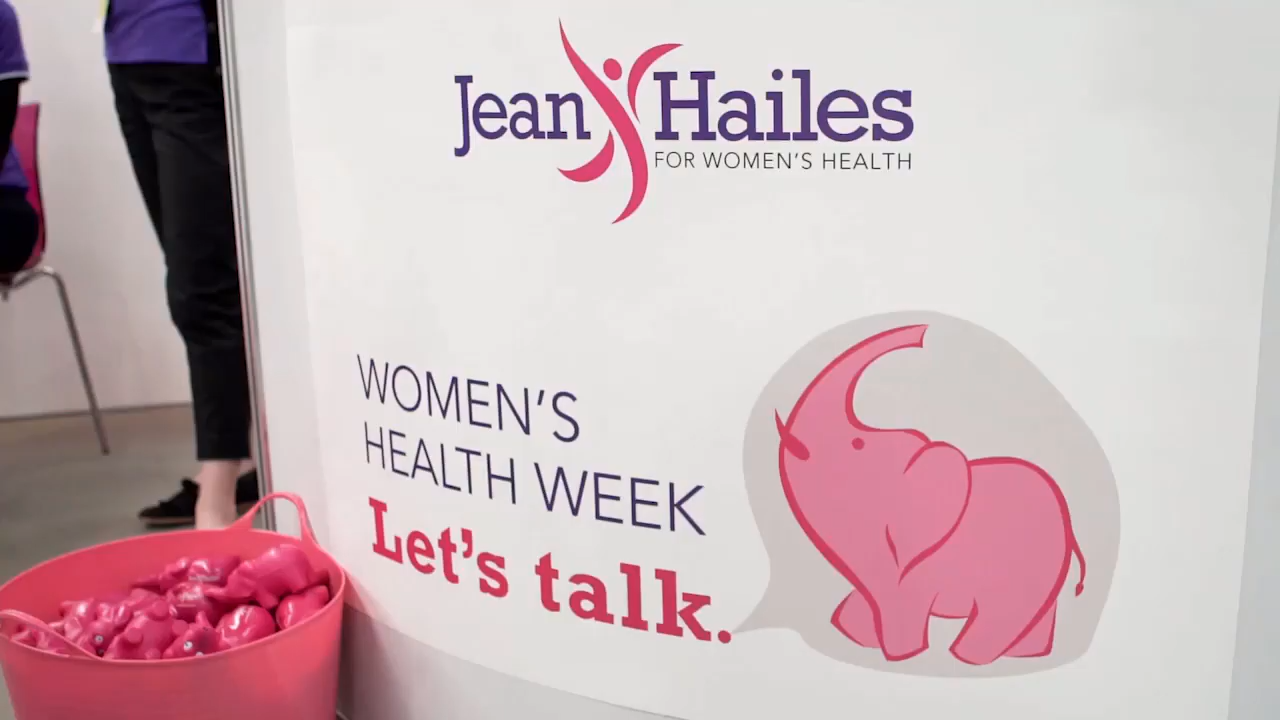 Jean Hailes
FOR WOMEN'S HEALTH
WOMEN'S
HEALTH WEEK
Let's talk.